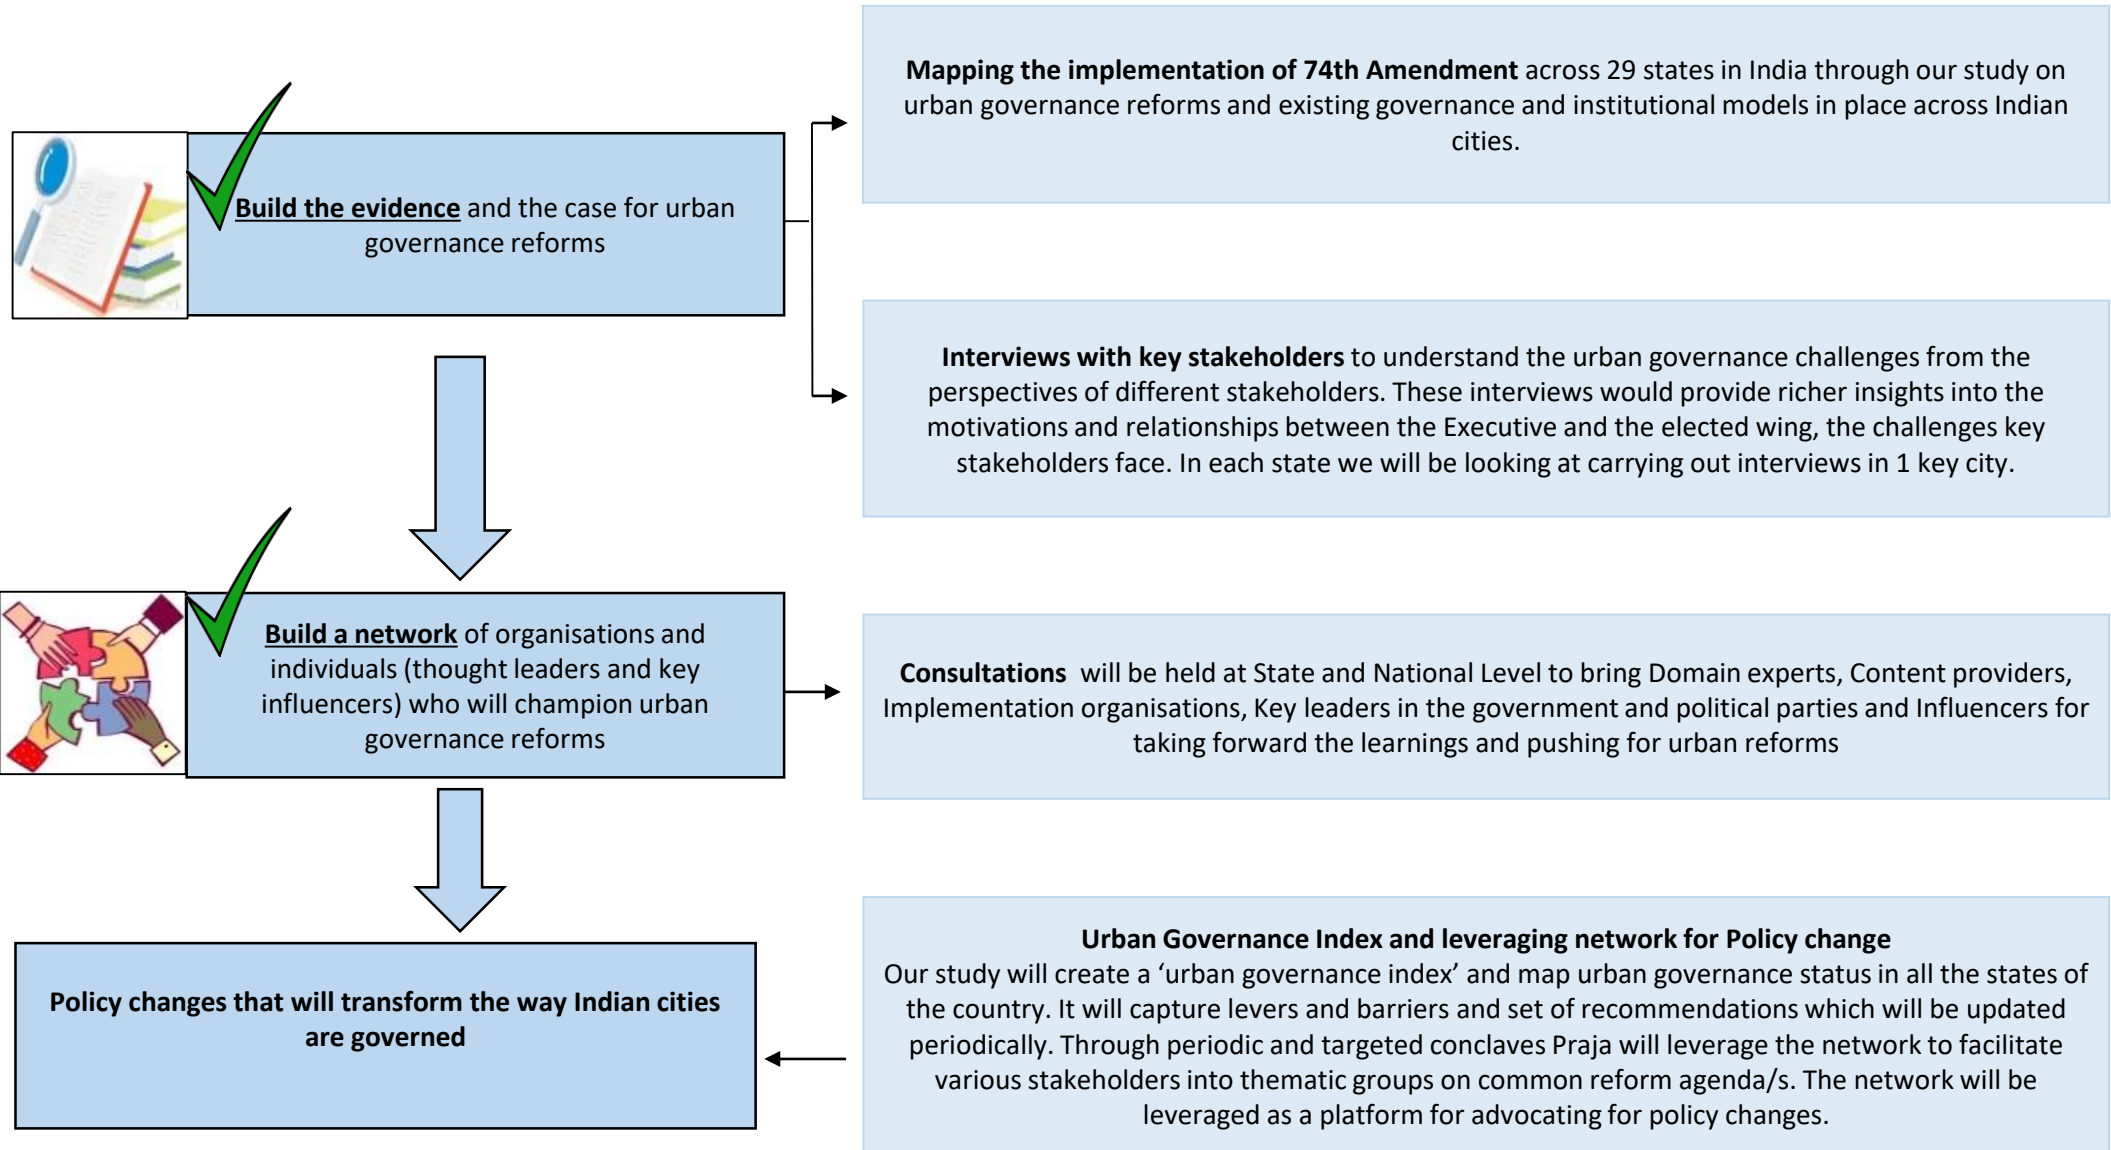 Build the evidence and the case for urban
governance reforms
Mapping the implementation of 74th Amendment across 29 states in India through our study on
urban governance reforms and existing governance and institutional models in place across Indian
cities.
Interviews with key stakeholders to understand the urban governance challenges from the
perspectives of different stakeholders. These interviews would provide richer insights into the
motivations and relationships between the Executive and the elected wing, the challenges key
stakeholders face. In each state we will be looking at carrying out interviews in 1 key city.
Build a network of organisations and
individuals (thought leaders and key
influencers) who will champion urban
governance reforms
Consultations will be held at State and National Level to bring Domain experts, Content providers,
Implementation organisations, Key leaders in the government and political parties and Influencers for
taking forward the learnings and pushing for urban reforms
Policy changes that will transform the way Indian cities
are governed
Urban Governance Index and leveraging network for Policy change
Our study will create a ‘urban governance index’ and map urban governance status in all the states of
the country. It will capture levers and barriers and set of recommendations which will be updated
periodically. Through periodic and targeted conclaves Praja will leverage the network to facilitate
various stakeholders into thematic groups on common reform agenda/s. The network will be
leveraged as a platform for advocating for policy changes.